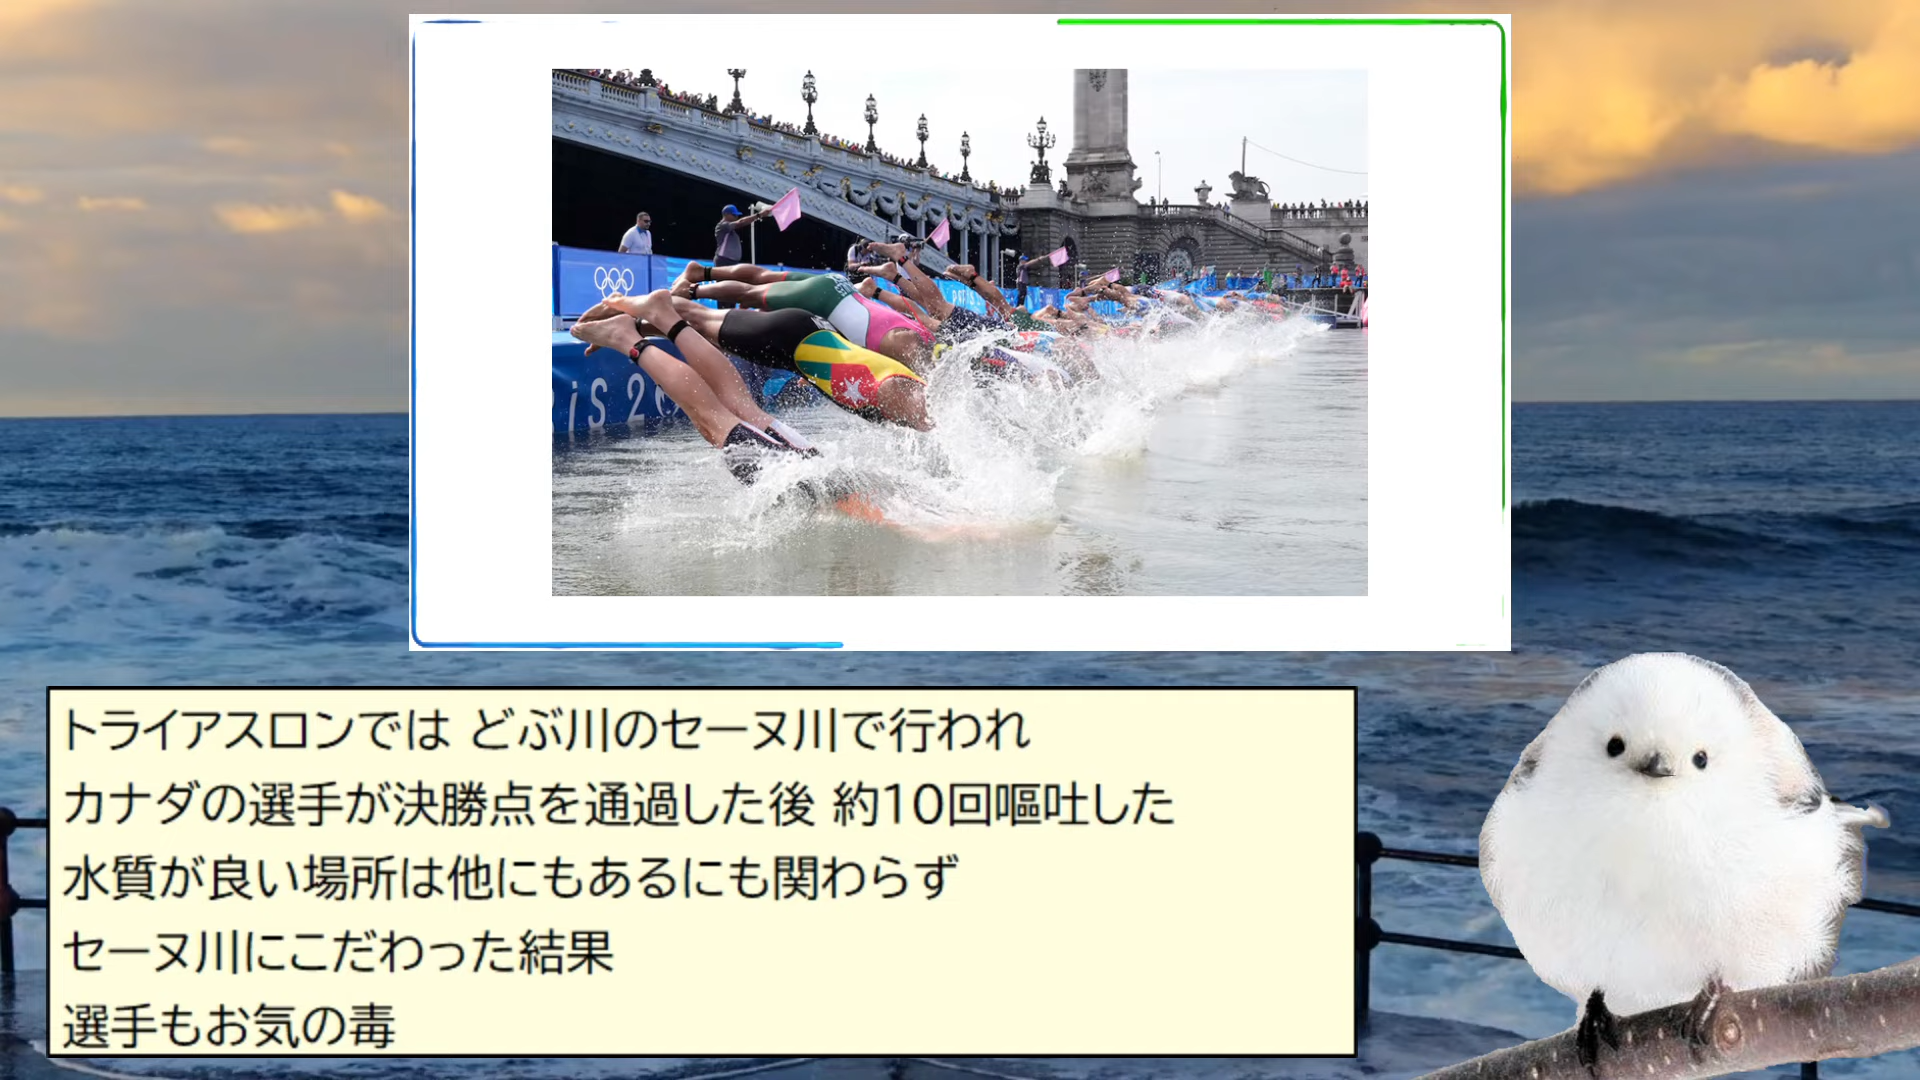 PARIS
iS 2
トライアスロンでは どぶ川のセーヌ川で行われ
カナダの選手が決勝点を通過した後 約10回嘔吐した
水質が良い場所は他にもあるにも関わらず
セーヌ川にこだわった結果
選手もお気の毒